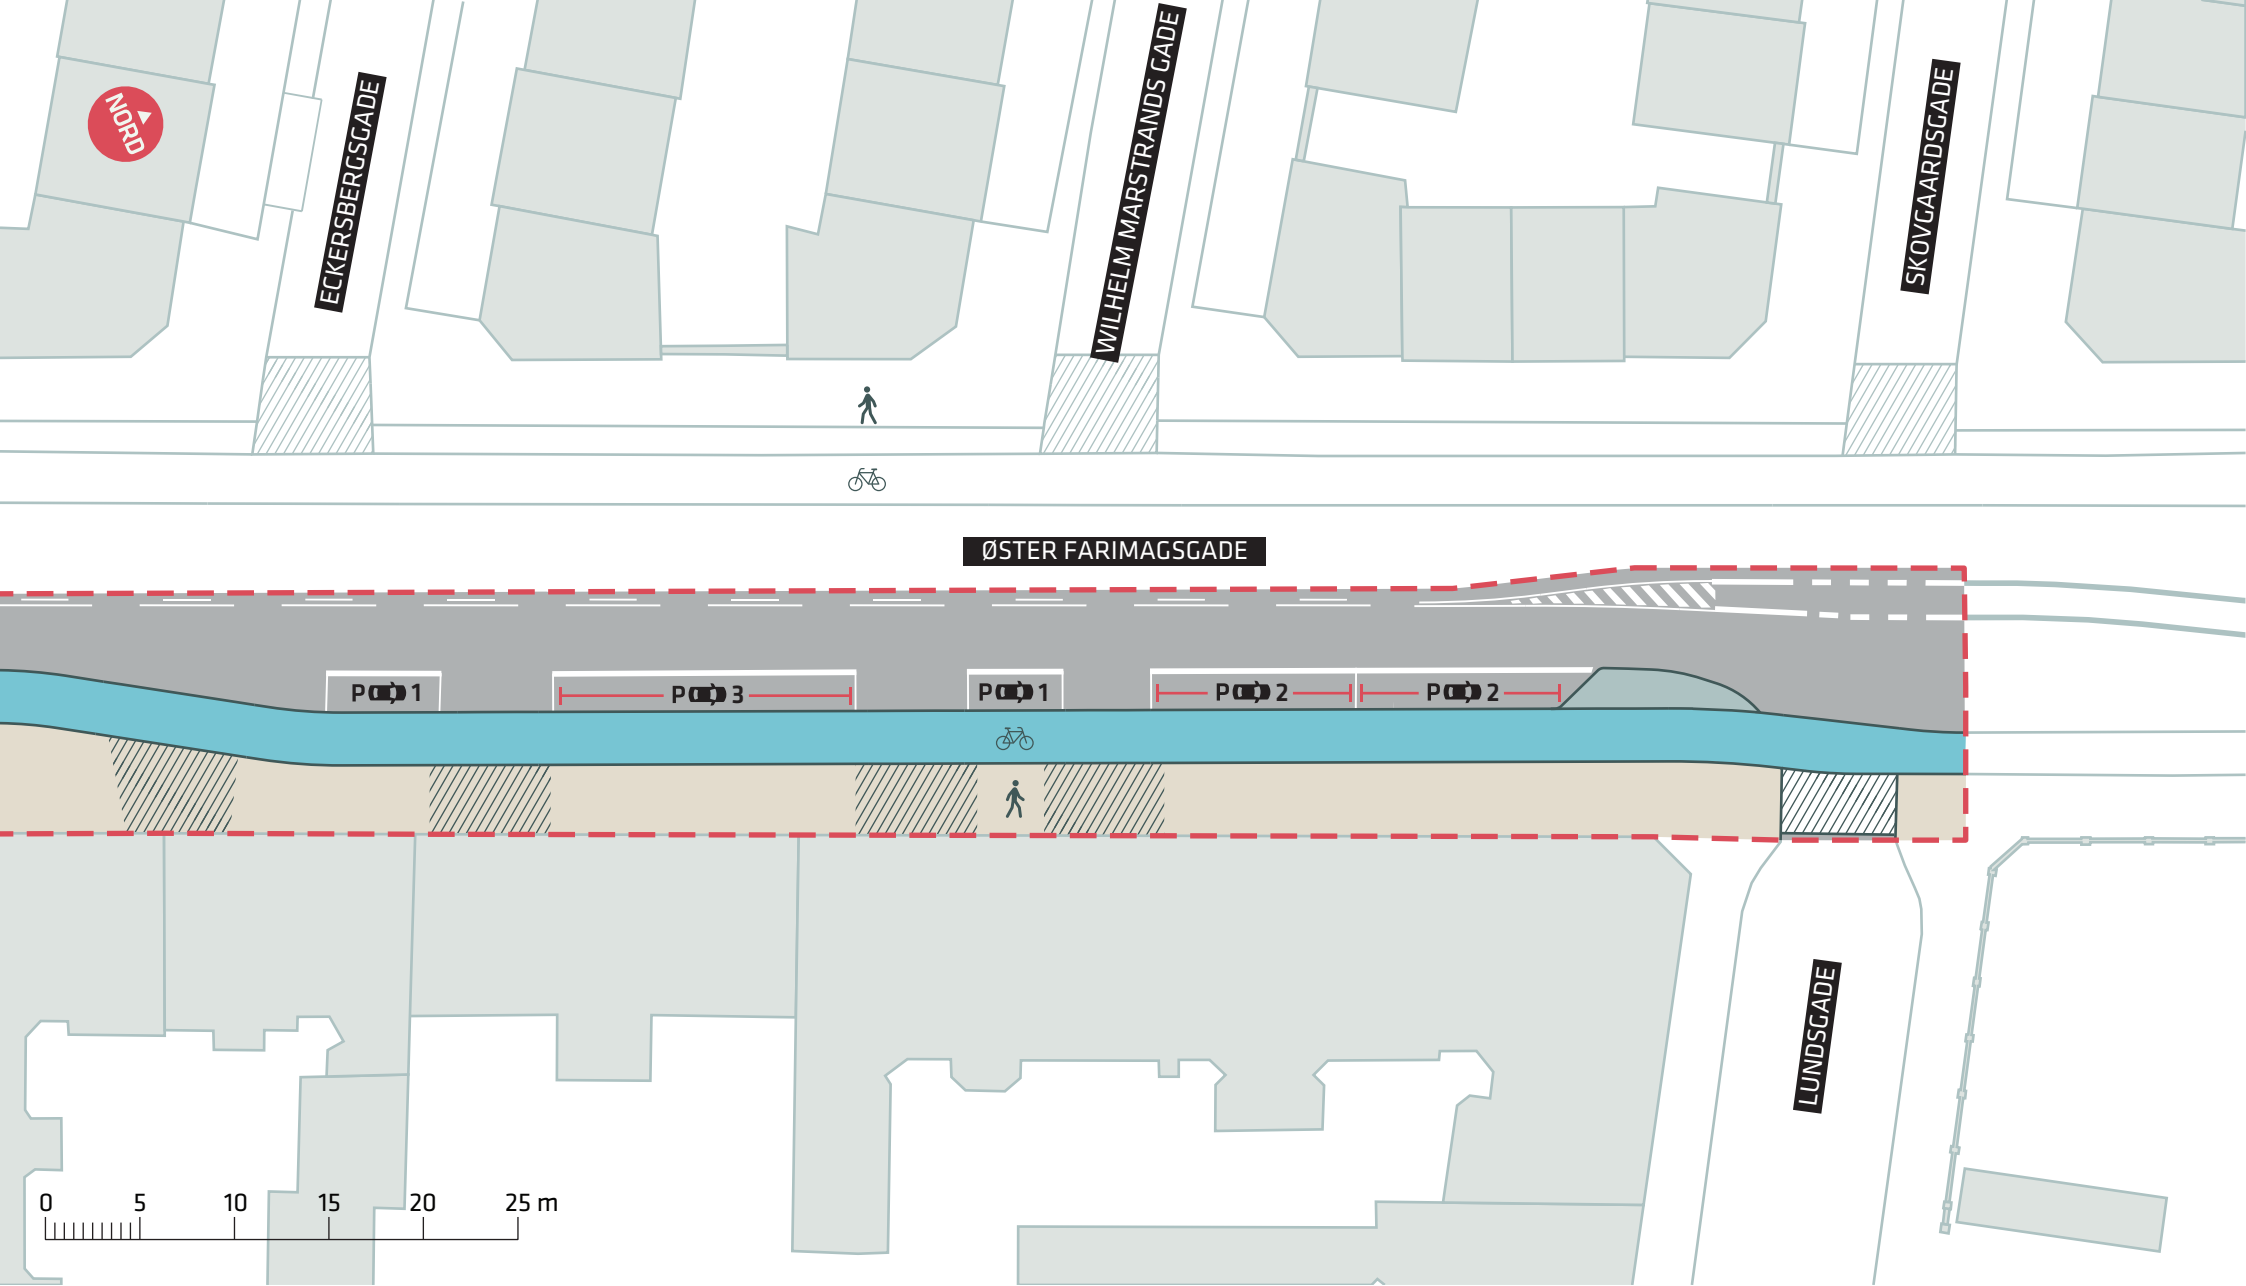 NORD
ECKERSBERGSGADE
WILHELM MARSTRANDS GADE
SKOVGAARDSGADE
ØSTER FARIMAGSGADE
P 1
P 3
P 1
P 2
P 2
LUNDSGADE
0 5 10 15 20 25 m